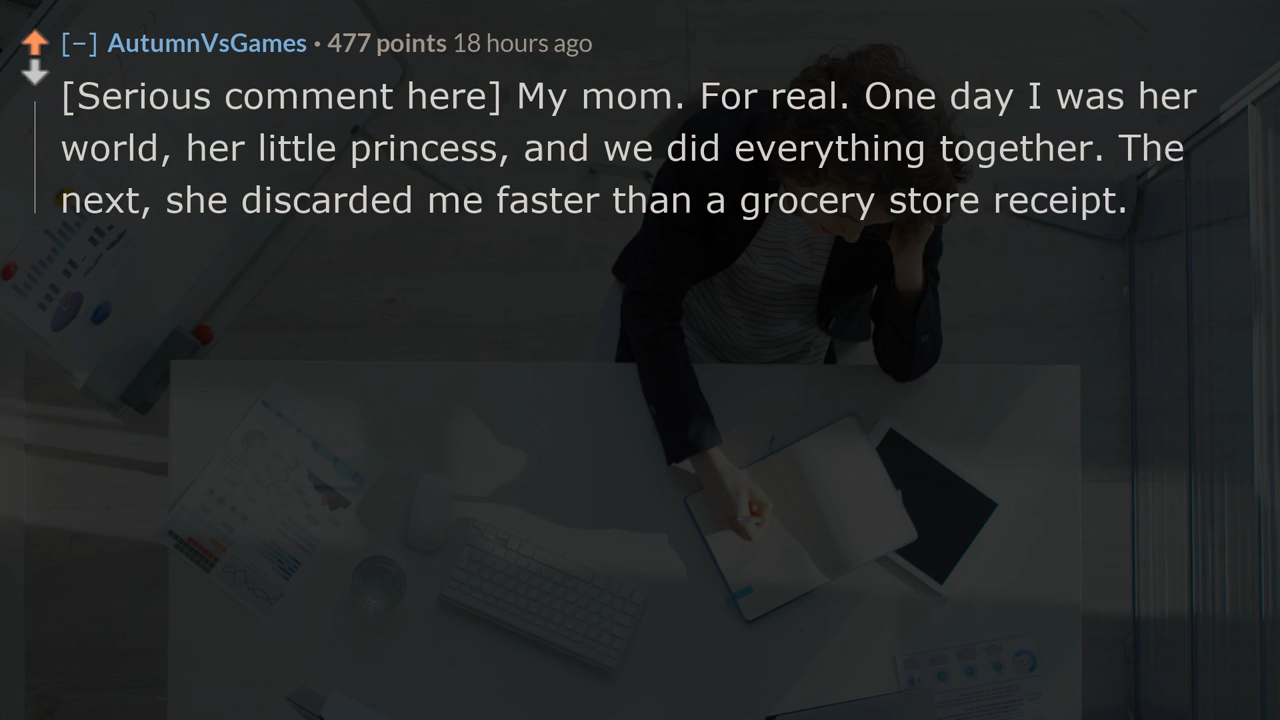 [–] AutumnVsGames · 477 points 18 hours ago
[Serious comment here] My mom. For real. One day I was her
world, her little princess, and we did everything together. The
next, she discarded me faster than a grocery store receipt.